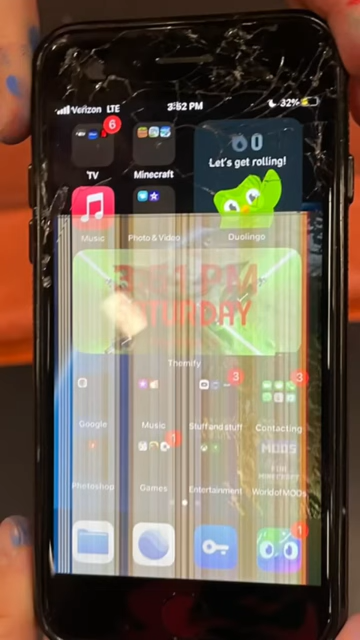 Verizon LTE 3:52 PM 32%
6
0
Let's get rolling!
TV Minecraft
Music Photo & Video Duolingo
3:51 PM
SATURDAY
Themify
3 3
Google Music Stuff and stuff Contacting
1
MODS
FOR
MINECRAFT
Photoshop Games Entertainment World of MODs
1